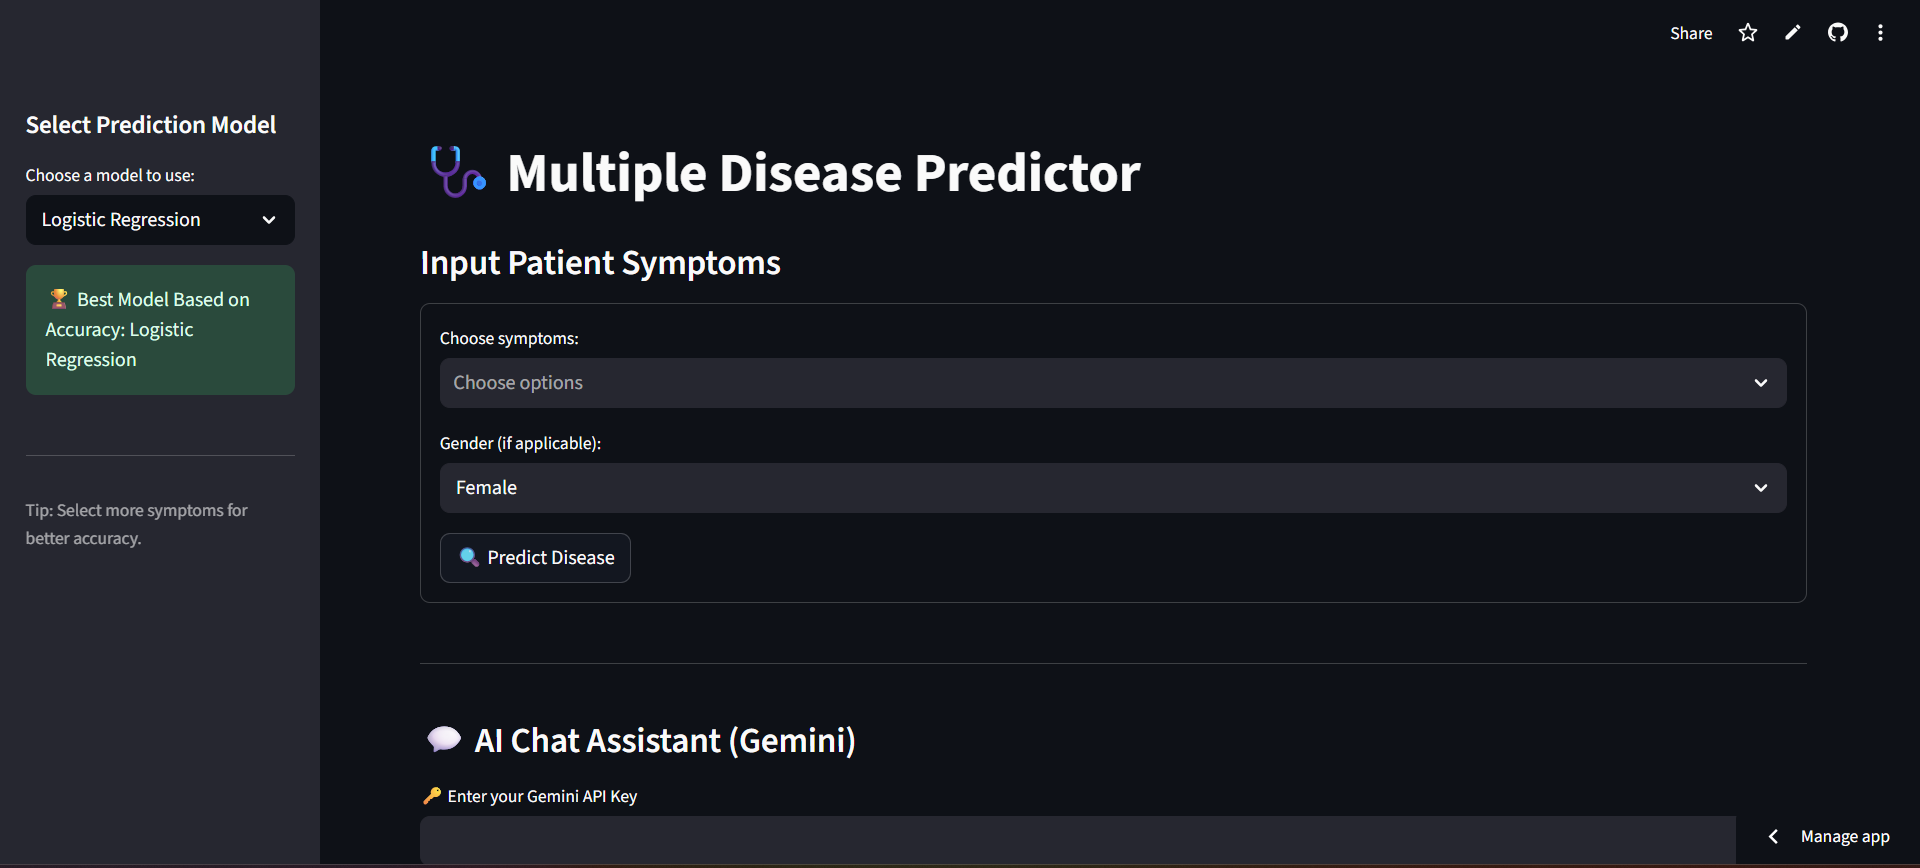 Share
Select Prediction Model
Choose a model to use:
Logistic Regression
🏆 Best Model Based on
Accuracy: Logistic
Regression
Tip: Select more symptoms for
better accuracy.
🩺 Multiple Disease Predictor
Input Patient Symptoms
Choose symptoms:
Choose options
Gender (if applicable):
Female
🔍 Predict Disease
💬 AI Chat Assistant (Gemini)
🔑 Enter your Gemini API Key
Manage app